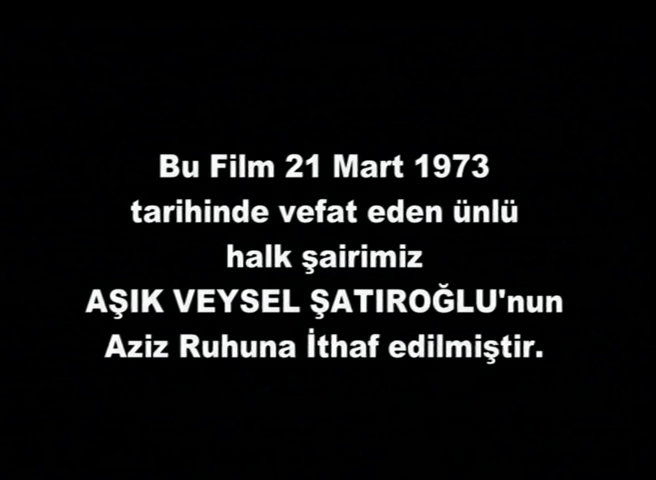 Bu Film 21 Mart 1973
tarihinde vefat eden ünlü
halk şairimiz
AŞIK VEYSEL ŞATIROĞLU'nun
Aziz Ruhuna İthaf edilmiştir.